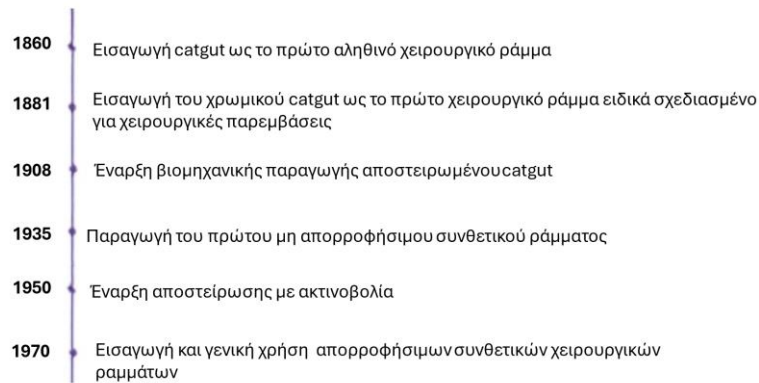 1860 Εισαγωγή catgut ως το πρώτο αληθινό χειρουργικό ράμμα
1881 Εισαγωγή του χρωμικού catgut ως το πρώτο χειρουργικό ράμμα ειδικά σχεδιασμένο
για χειρουργικές παρεμβάσεις
1908 Έναρξη βιομηχανικής παραγωγής αποστειρωμένου catgut
1935 Παραγωγή του πρώτου μη απορροφήσιμου συνθετικού ράμματος
1950 Έναρξη αποστείρωσης με ακτινοβολία
1970 Εισαγωγή και γενική χρήση απορροφήσιμων συνθετικών χειρουργικών
ραμμάτων